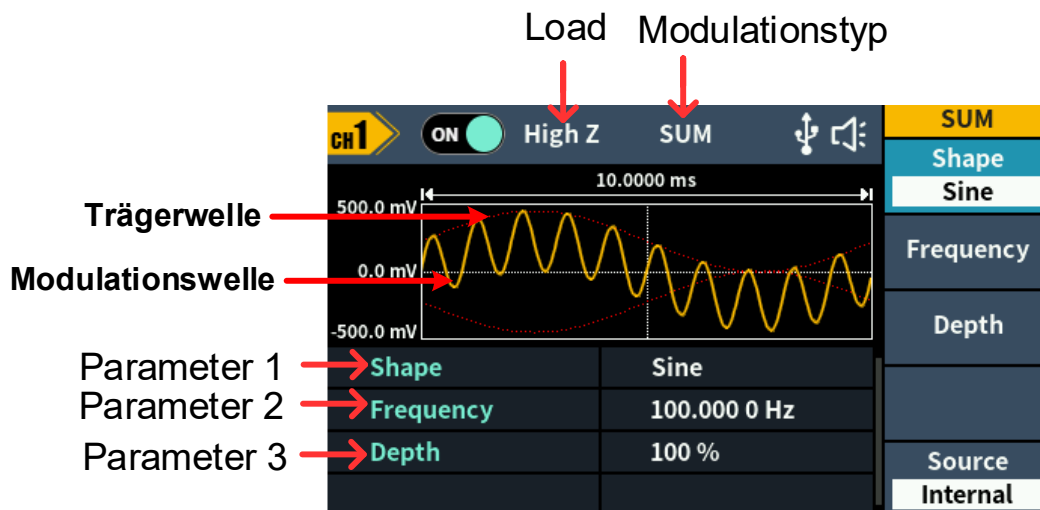 Load Modulationstyp
CH1 ON High Z SUM
SUM
Shape
Sine
10.0000 ms
500.0 mV
Trägerwelle
Frequency
0.0 mV
Modulationswelle
Depth
-500.0 mV
Parameter 1 Shape Sine
Parameter 2 Frequency 100.000 0 Hz
Parameter 3 Depth 100 %
Source
Internal